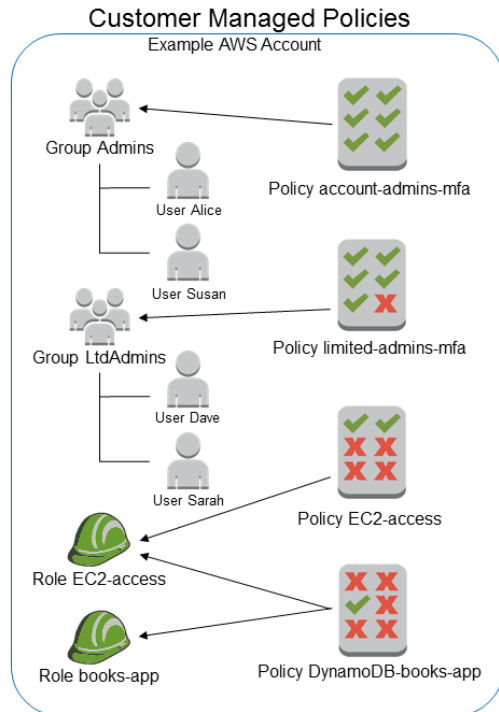 Customer Managed Policies
Example AWS Account
Group Admins
Policy account-admins-mfa
User Alice
User Susan
Group LtdAdmins
Policy limited-admins-mfa
User Dave
User Sarah
Policy EC2-access
Role EC2-access
Role books-app
Policy DynamoDB-books-app